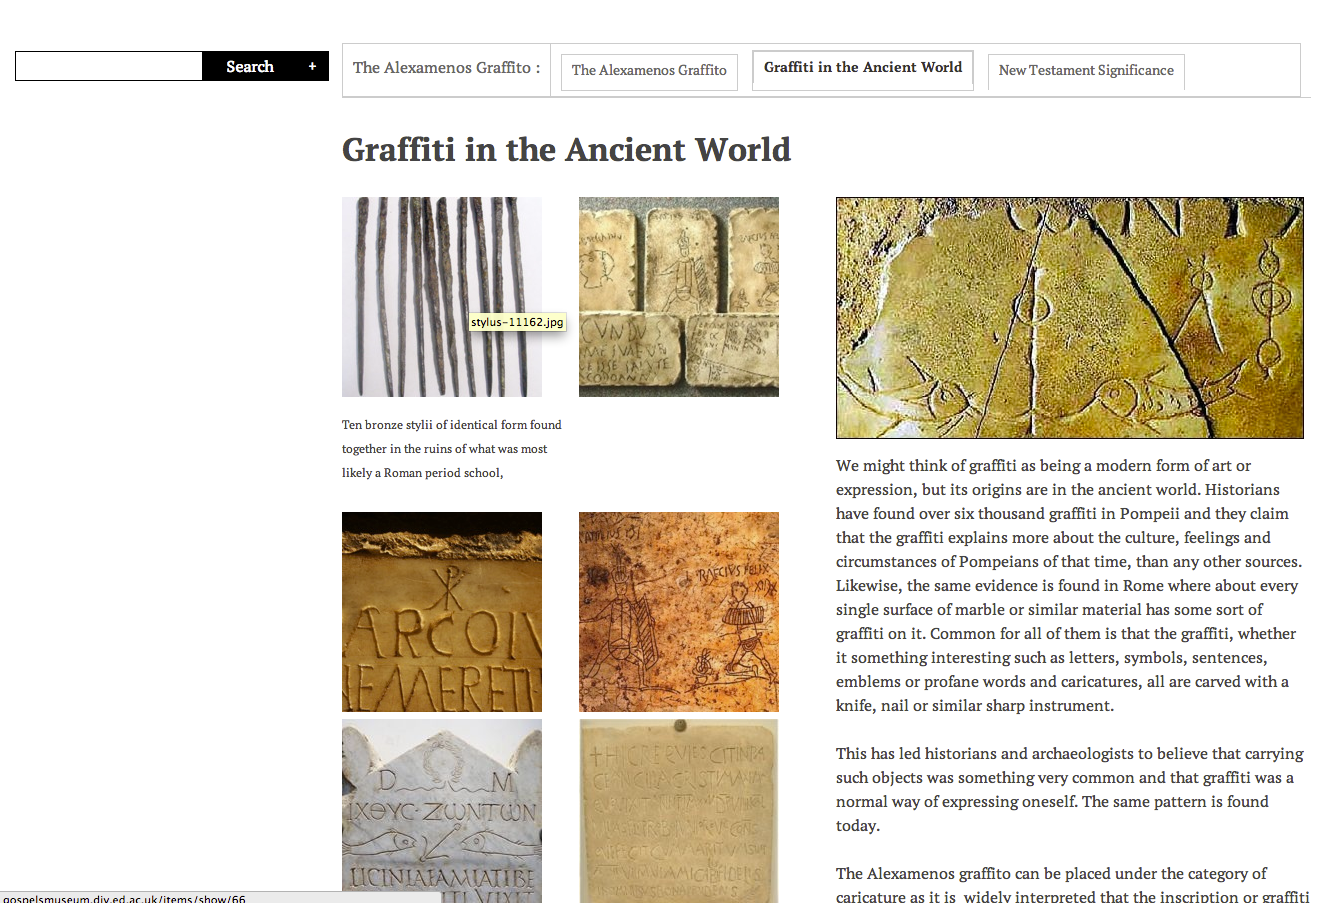 Search +
The Alexamenos Graffito :
The Alexamenos Graffito
Graffiti in the Ancient World
New Testament Significance
Graffiti in the Ancient World
stylus-11162.jpg
Ten bronze stylii of identical form found
together in the ruins of what was most
likely a Roman period school,
ARCOIV
NEMERETI
RAECIVS FELIX
D M
ΙΧΘΥC ΖΩΝΤΩΝ
LICINIAFAMIATIBE
We might think of graffiti as being a modern form of art or
expression, but its origins are in the ancient world. Historians
have found over six thousand graffiti in Pompeii and they claim
that the graffiti explains more about the culture, feelings and
circumstances of Pompeians of that time, than any other sources.
Likewise, the same evidence is found in Rome where about every
single surface of marble or similar material has some sort of
graffiti on it. Common for all of them is that the graffiti, whether
it something interesting such as letters, symbols, sentences,
emblems or profane words and caricatures, all are carved with a
knife, nail or similar sharp instrument.
This has led historians and archaeologists to believe that carrying
such objects was something very common and that graffiti was a
normal way of expressing oneself. The same pattern is found
today.
The Alexamenos graffito can be placed under the category of
caricature as it is widely interpreted that the inscription or graffiti
gospelsmuseum.div.ed.ac.uk/items/show/66